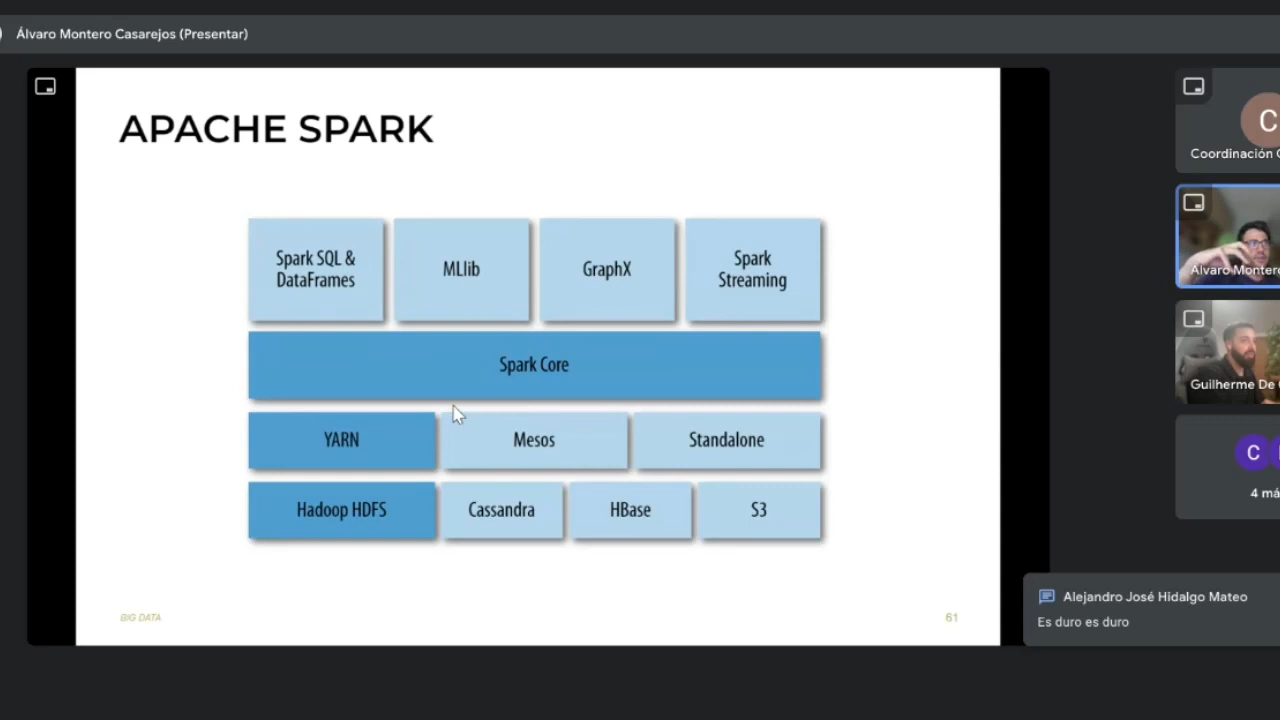 Álvaro Montero Casarejos (Presentar)
APACHE SPARK
Spark SQL &
DataFrames
MLlib
GraphX
Spark
Streaming
Spark Core
YARN
Mesos
Standalone
Hadoop HDFS
Cassandra
HBase
S3
BIG DATA
61
C
Coordinación
Álvaro Montero
Guilherme De
C
4 má
Alejandro José Hidalgo Mateo
Es duro es duro